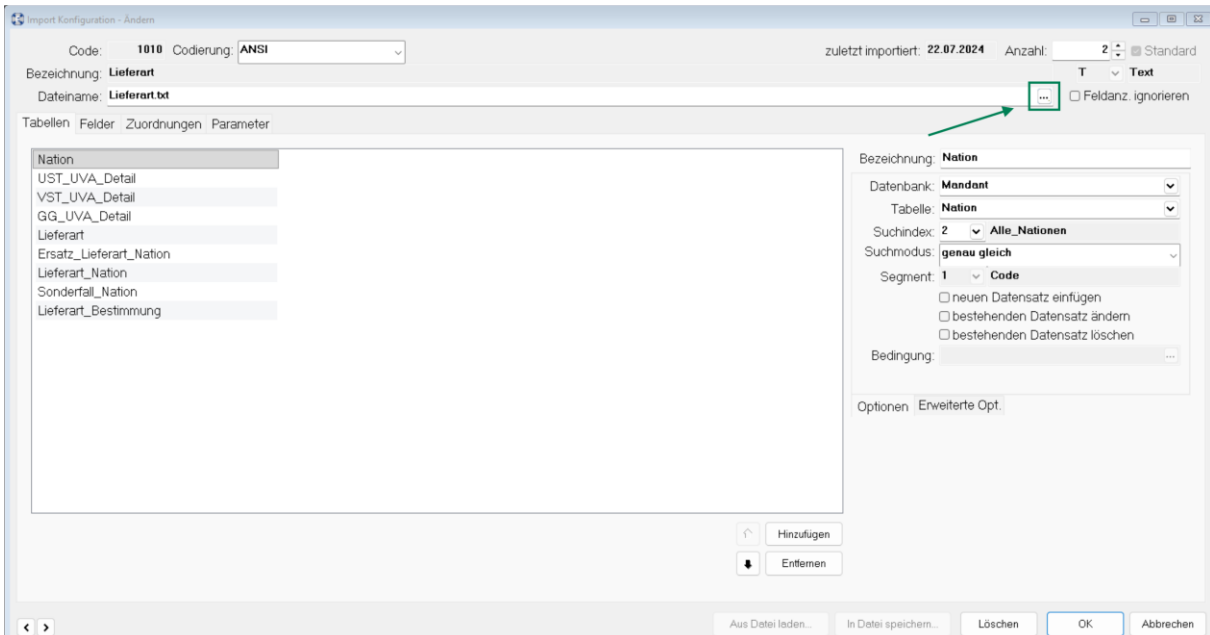 Import Konfiguration - Ändern
Code: 1010 Codierung: ANSI zuletzt importiert: 22.07.2024 Anzahl: 2 Standard
Bezeichnung: Lieferart T Text
Dateiname: Lieferart.txt ... Feldanz. ignorieren
Tabellen Felder Zuordnungen Parameter
Nation
UST_UVA_Detail
VST_UVA_Detail
GG_UVA_Detail
Lieferart
Ersatz_Lieferart_Nation
Lieferart_Nation
Sonderfall_Nation
Lieferart_Bestimmung
Bezeichnung: Nation
Datenbank: Mandant
Tabelle: Nation
Suchindex: 2 Alle_Nationen
Suchmodus: genau gleich
Segment: 1 Code
neuen Datensatz einfügen
bestehenden Datensatz ändern
bestehenden Datensatz löschen
Bedingung: ...
Optionen Erweiterte Opt.
Hinzufügen
Entfernen
Aus Datei laden... In Datei speichern... Löschen OK Abbrechen